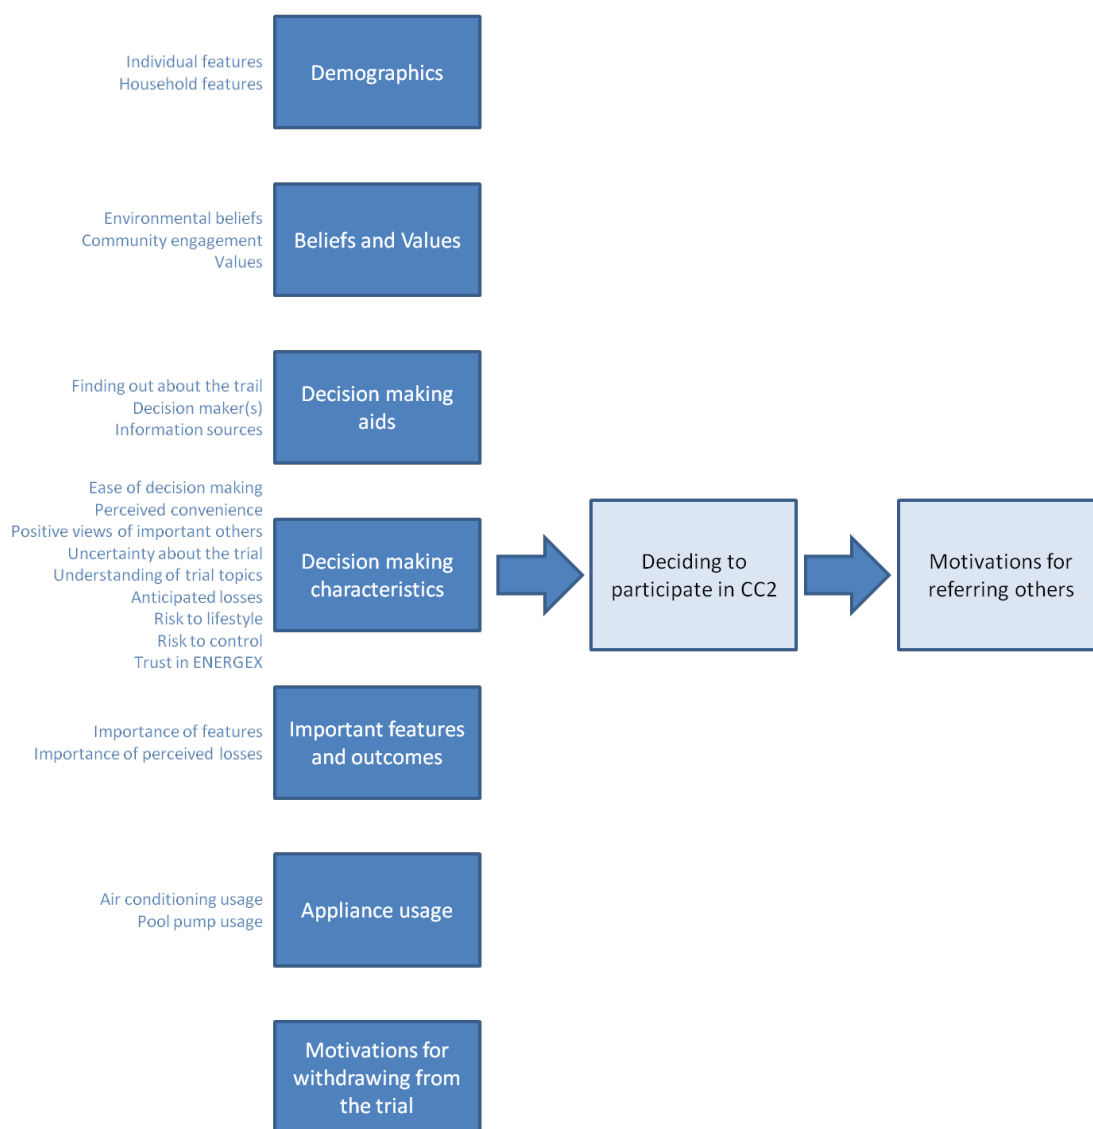 Individual features
Household features
Demographics
Environmental beliefs
Community engagement
Values
Beliefs and Values
Finding out about the trail
Decision maker(s)
Information sources
Decision making
aids
Ease of decision making
Perceived convenience
Positive views of important others
Uncertainty about the trial
Understanding of trial topics
Anticipated losses
Risk to lifestyle
Risk to control
Trust in ENERGEX
Decision making
characteristics
Deciding to
participate in CC2
Motivations for
referring others
Importance of features
Importance of perceived losses
Important features
and outcomes
Air conditioning usage
Pool pump usage
Appliance usage
Motivations for
withdrawing from
the trial